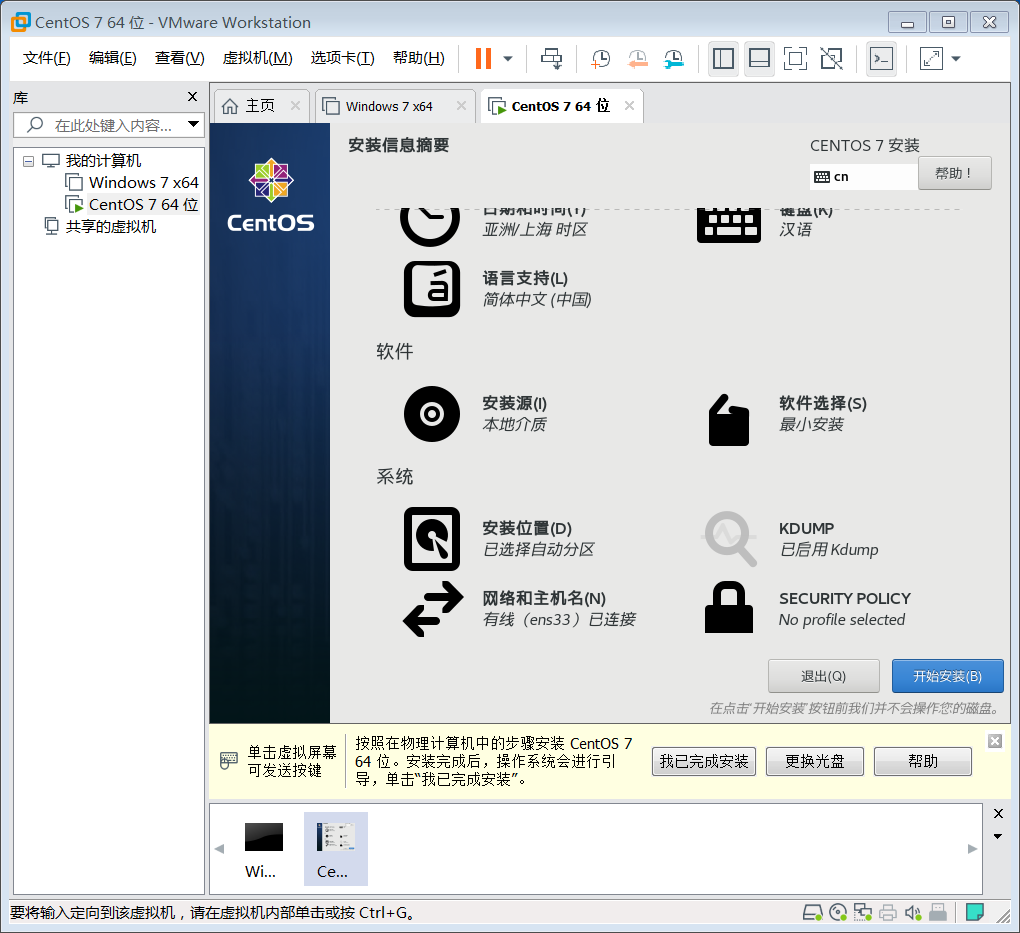 CentOS 7 64 位 - VMware Workstation
文件(F) 编辑(E) 查看(V) 虚拟机(M) 选项卡(T) 帮助(H)
库
在此处键入内容...
我的计算机
Windows 7 x64
CentOS 7 64 位
共享的虚拟机
主页 Windows 7 x64 CentOS 7 64 位
CentOS
安装信息摘要
CENTOS 7 安装
cn
帮助！
日期和时间(T) 键盘(K)
亚洲/上海 时区 汉语
语言支持(L)
简体中文 (中国)
软件
安装源(I) 软件选择(S)
本地介质 最小安装
系统
安装位置(D) KDUMP
已选择自动分区 已启用 Kdump
网络和主机名(N) SECURITY POLICY
有线（ens33）已连接 No profile selected
退出(Q) 开始安装(B)
在点击'开始安装'按钮前我们并不会操作您的磁盘。
单击虚拟屏幕
可发送按键
按照在物理计算机中的步骤安装 CentOS 7
64 位。安装完成后，操作系统会进行引
导，单击“我已完成安装”。
我已完成安装 更换光盘 帮助
Wi... Ce...
要将输入定向到该虚拟机，请在虚拟机内部单击或按 Ctrl+G。